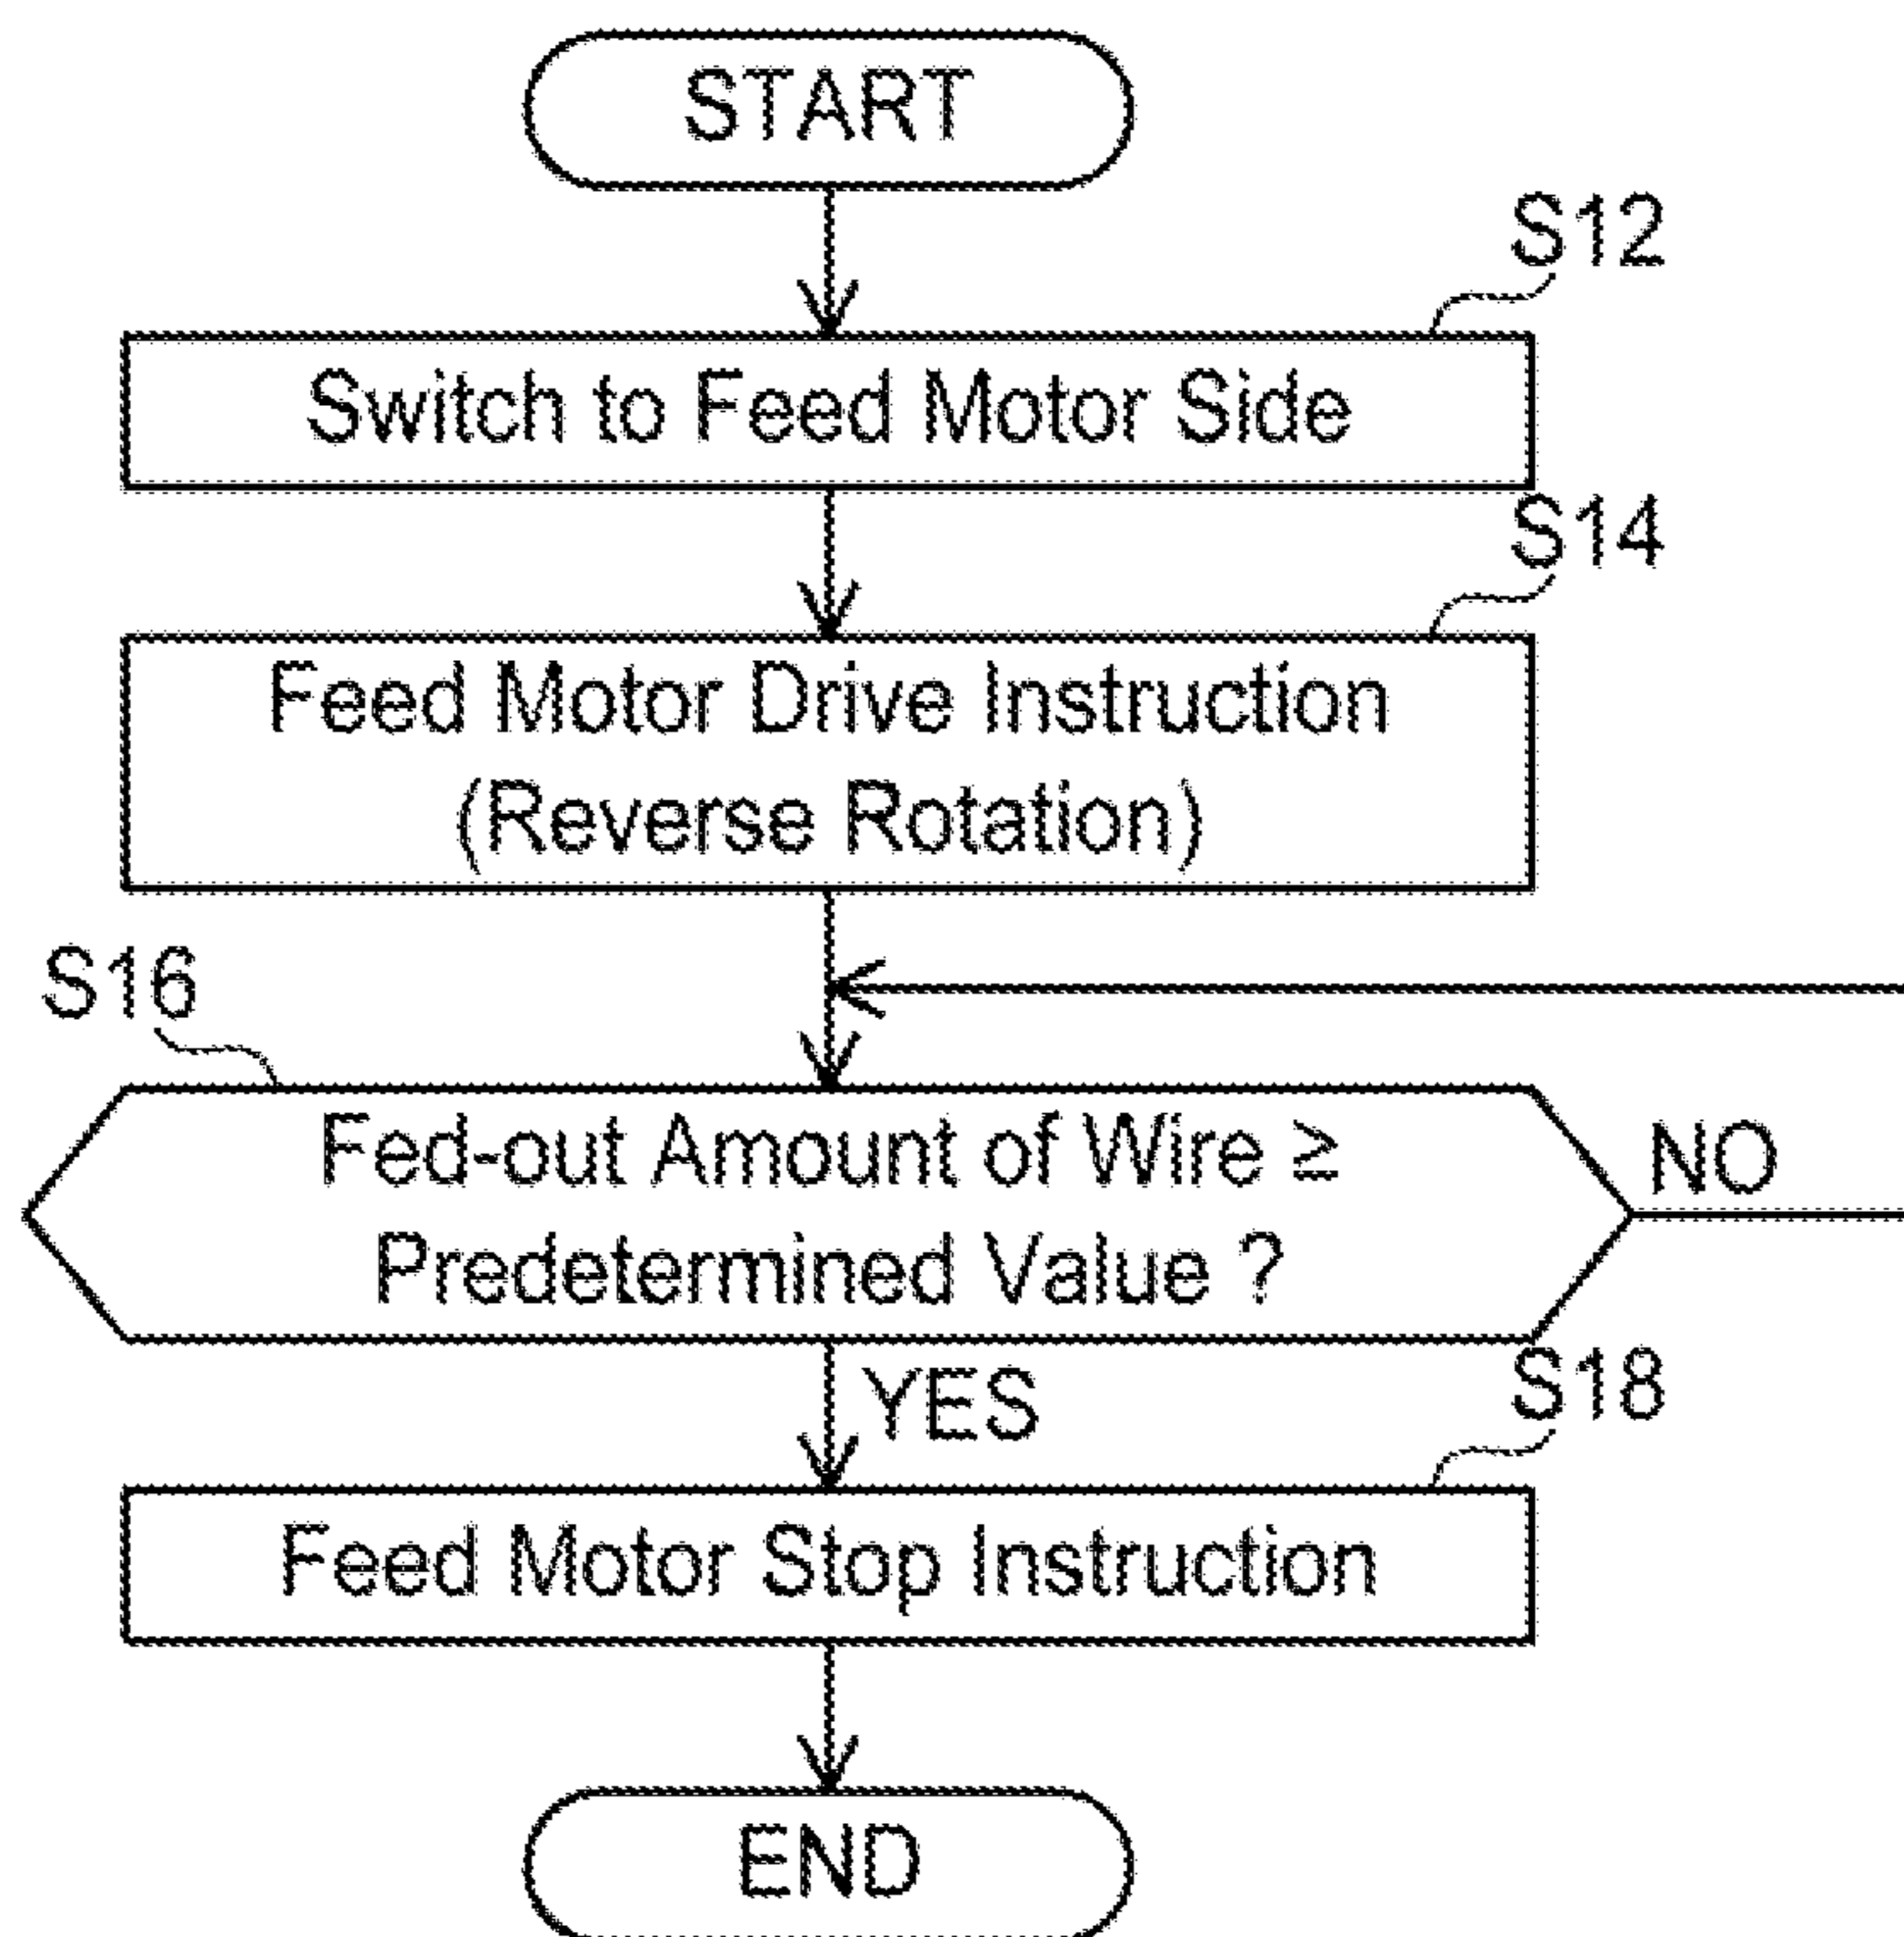 START
S12
Switch to Feed Motor Side
S14
Feed Motor Drive Instruction
(Reverse Rotation)
S16
Fed-out Amount of Wire ≥
Predetermined Value ?
NO
YES
S18
Feed Motor Stop Instruction
END